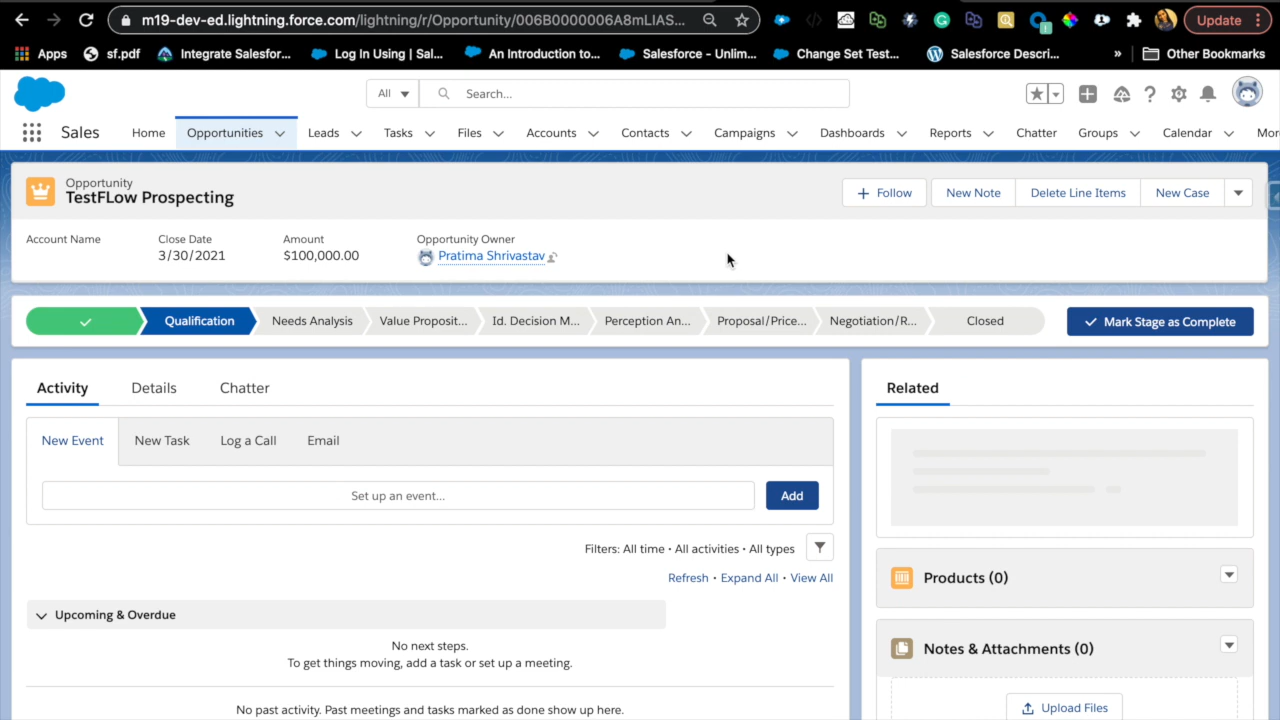 m19-dev-ed.lightning.force.com/lightning/r/Opportunity/006B0000006A8mLIAS...
Update
Apps
sf.pdf
Integrate Salesfor...
Log In Using | Sal...
An Introduction to...
Salesforce - Unlim...
Change Set Test...
Salesforce Descri...
»
Other Bookmarks
All
Search...
Sales
Home
Opportunities
Leads
Tasks
Files
Accounts
Contacts
Campaigns
Dashboards
Reports
Chatter
Groups
Calendar
Mor
Opportunity
TestFLow Prospecting
+ Follow
New Note
Delete Line Items
New Case
Account Name
Close Date
3/30/2021
Amount
$100,000.00
Opportunity Owner
Pratima Shrivastav
Qualification
Needs Analysis
Value Proposit...
Id. Decision M...
Perception An...
Proposal/Price...
Negotiation/R...
Closed
Mark Stage as Complete
Activity
Details
Chatter
New Event
New Task
Log a Call
Email
Set up an event...
Add
Filters: All time • All activities • All types
Refresh • Expand All • View All
Upcoming & Overdue
No next steps.
To get things moving, add a task or set up a meeting.
No past activity. Past meetings and tasks marked as done show up here.
Related
Products (0)
Notes & Attachments (0)
Upload Files